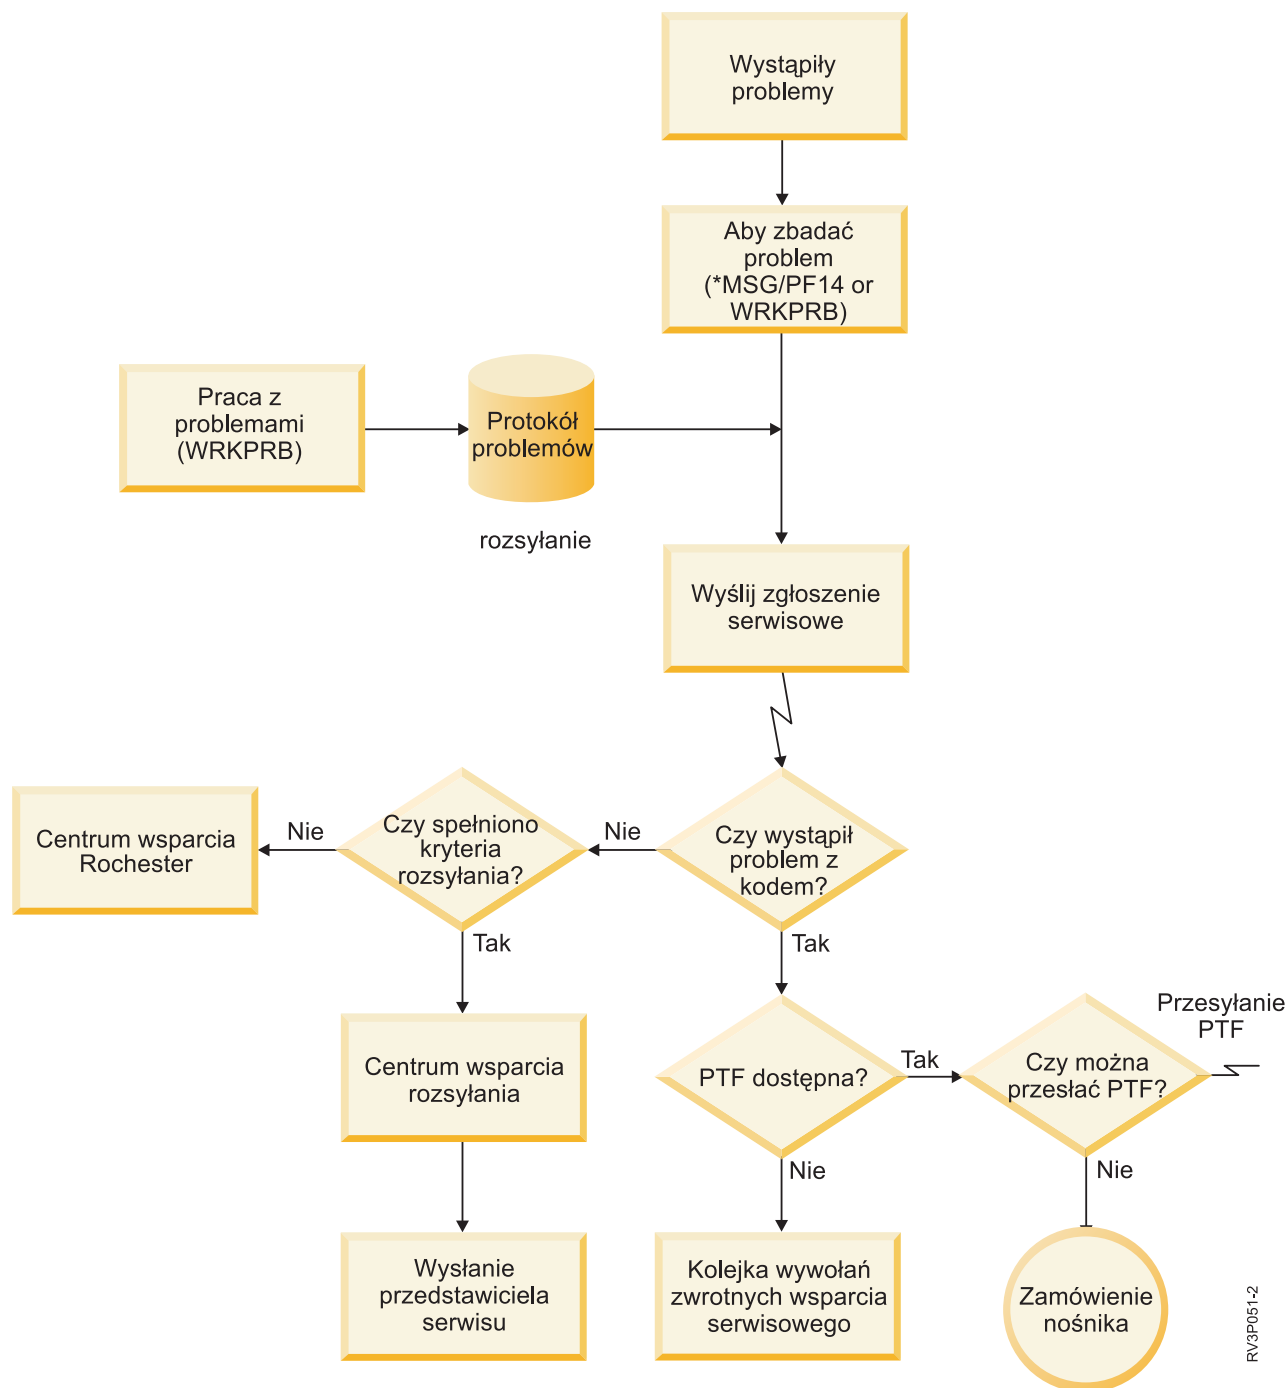 Wystąpiły
problemy
Aby zbadać
problem
(*MSG/PF14 or
WRKPRB)
Praca z
problemami
(WRKPRB)
Protokół
problemów
rozsyłanie
Wyślij zgłoszenie
serwisowe
Centrum wsparcia
Rochester
Nie
Czy spełniono
kryteria
rozsyłania?
Nie
Czy wystąpił
problem z
kodem?
Tak
Tak
Centrum wsparcia
rozsyłania
PTF dostępna?
Tak
Czy można
przesłać PTF?
Przesyłanie
PTF
Nie
Nie
Wysłanie
przedstawiciela
serwisu
Kolejka wywołań
zwrotnych wsparcia
serwisowego
Zamówienie
nośnika
RV3P051-2